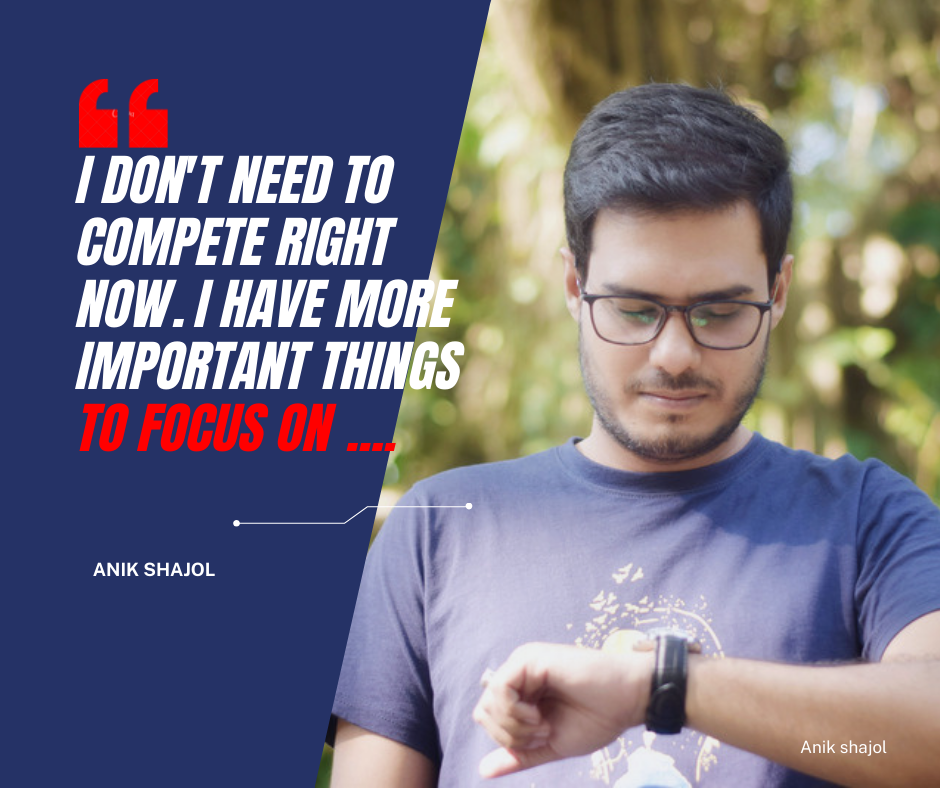 I DON'T NEED TO
COMPETE RIGHT
NOW. I HAVE MORE
IMPORTANT THINGS
TO FOCUS ON ....
ANIK SHAJOL
Anik shajol